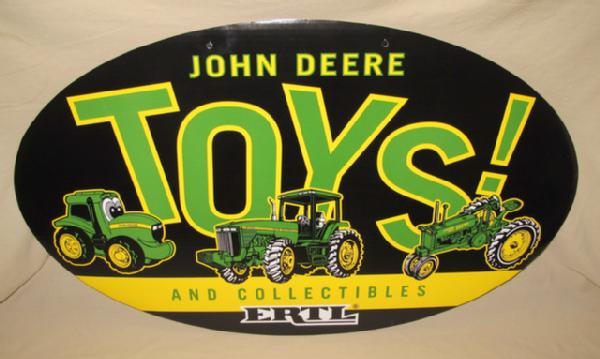 JOHN DEERE
TOYS!
AND COLLECTIBLES
ERTL®